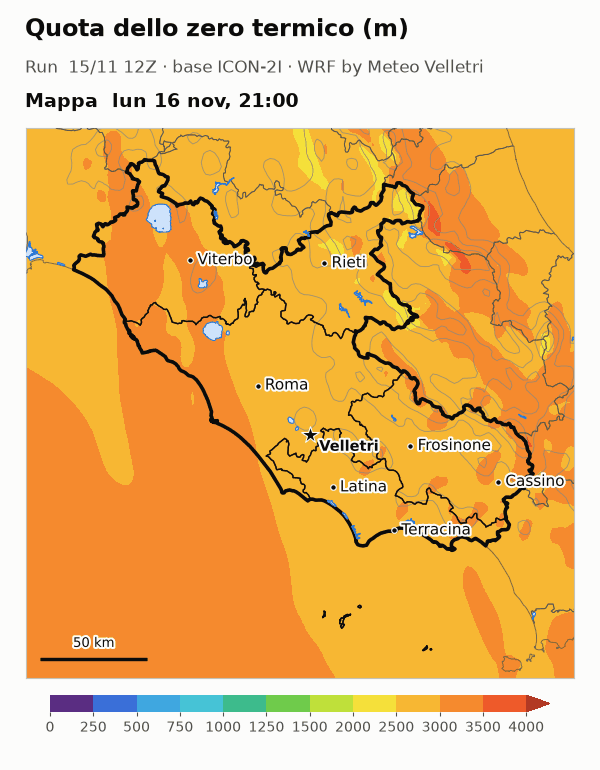 Quota dello zero termico (m)
Run  15/11 12Z · base ICON-2I · WRF by Meteo Velletri
Mappa  lun 16 nov, 21:00
Viterbo
Rieti
Roma
Velletri
Frosinone
Cassino
Latina
Terracina
50 km
0 250 500 750 1000 1250 1500 2000 2500 3000 3500 4000